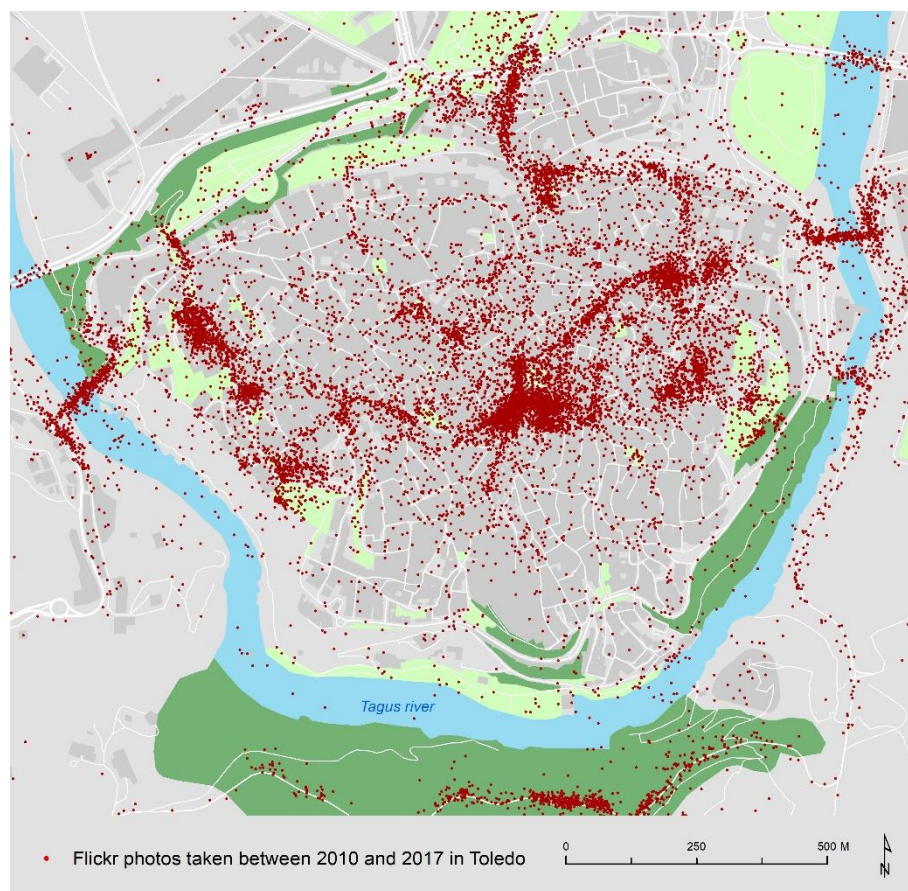 Tagus river
Flickr photos taken between 2010 and 2017 in Toledo
0 250 500 M
N